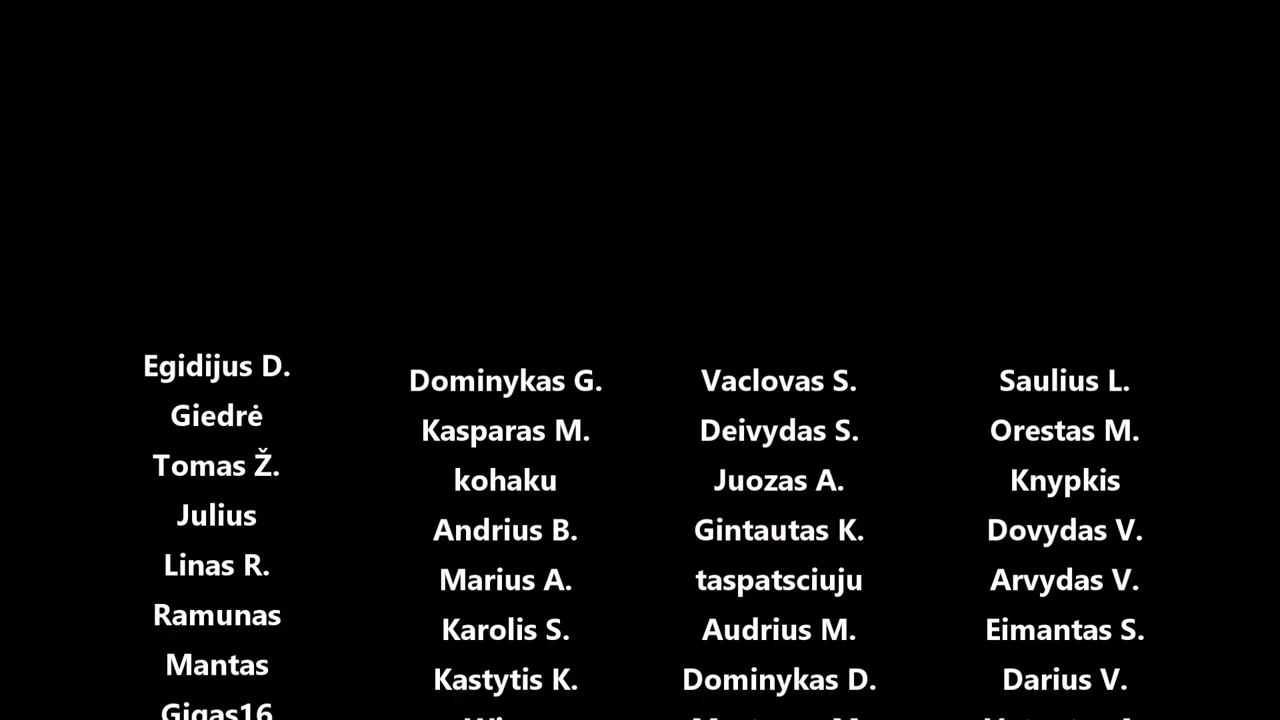 Egidijus D.
Giedrė
Tomas Ž.
Julius
Linas R.
Ramunas
Mantas
Gigas16
Dominykas G.
Kasparas M.
kohaku
Andrius B.
Marius A.
Karolis S.
Kastytis K.
Vaclovas S.
Deivydas S.
Juozas A.
Gintautas K.
taspatsciuju
Audrius M.
Dominykas D.
Saulius L.
Orestas M.
Knypkis
Dovydas V.
Arvydas V.
Eimantas S.
Darius V.